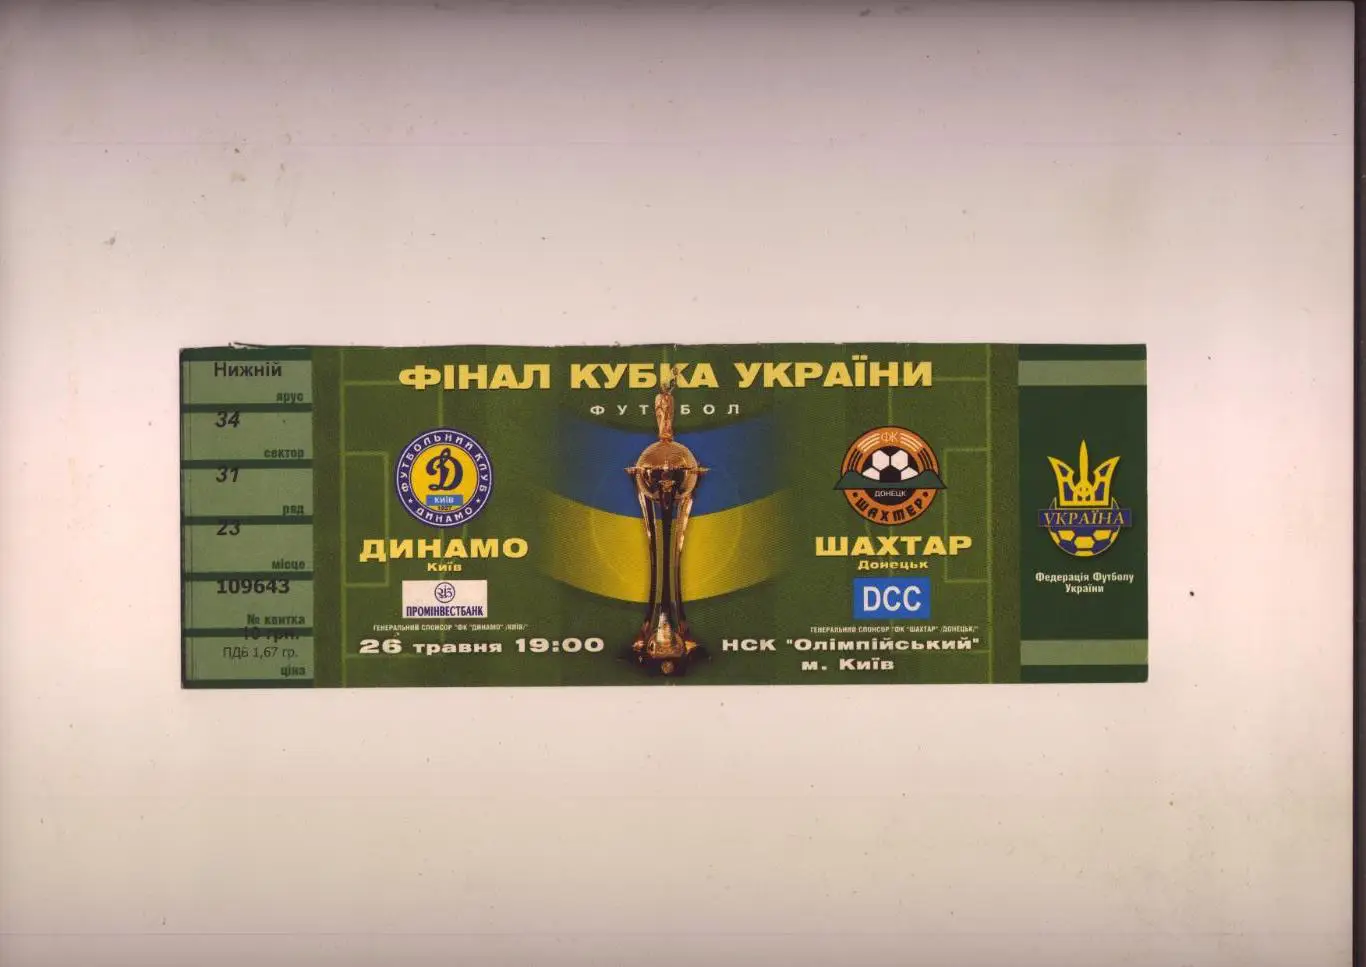 Нижній
ярус
34
сектор
31
ряд
23
місце
109643
№ квитка
10 грн.
ПДБ 1,67 гр.
ціна
ФІНАЛ КУБКА УКРАЇНИ
ФУТБОЛ
ФУТБОЛЬНИЙ КЛУБ
Д
КИЇВ
1927
ДИНАМО
ДИНАМО
Київ
ПРОМІНВЕСТБАНК
ГЕНЕРАЛЬНИЙ СПОНСОР "ФК "ДИНАМО" /КИЇВ/"
26 травня 19:00
ФК
ДОНЕЦК
ШАХТЕР
ШАХТАР
Донецьк
DCC
ГЕНЕРАЛЬНИЙ СПОНСОР "ФК "ШАХТАР" /ДОНЕЦЬК/"
НСК "Олімпійський"
м. Київ
УКРАЇНА
Федерація Футболу
України